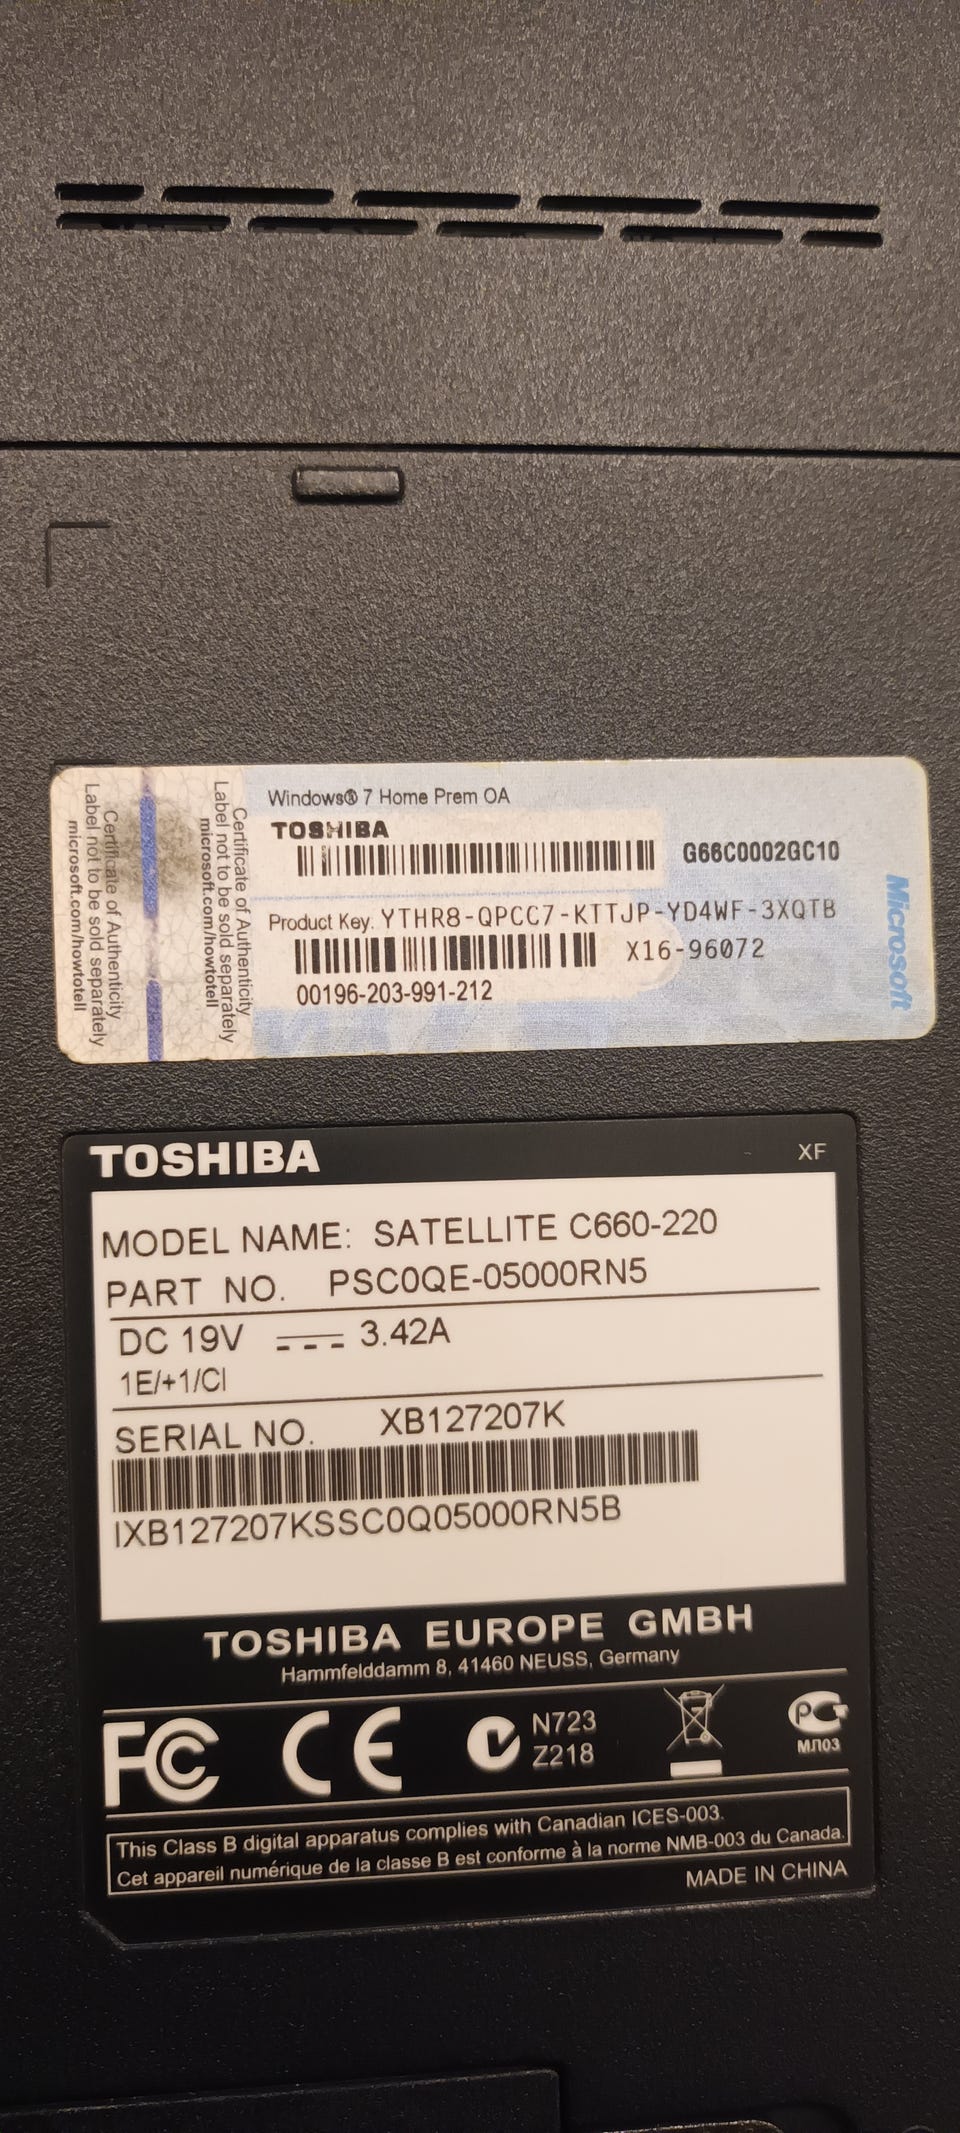 Windows® 7 Home Prem OA
TOSHIBA
G66C0002GC10
Product Key. YTHR8-QPCC7-KTTJP-YD4WF-3XQTB
X16-96072
00196-203-991-212
Microsoft
Certificate of Authenticity
Label not to be sold separately
microsoft.com/howtotell
Certificate of Authenticity
Label not to be sold separately
microsoft.com/howtotell
TOSHIBA
XF
MODEL NAME: SATELLITE C660-220
PART NO. PSC0QE-05000RN5
DC 19V 3.42A
1E/+1/CI
SERIAL NO. XB127207K
IXB127207KSSC0Q05000RN5B
TOSHIBA EUROPE GMBH
Hammfelddamm 8, 41460 NEUSS, Germany
FC CE N723
Z218
PC
МЛ03
This Class B digital apparatus complies with Canadian ICES-003.
Cet appareil numérique de la classe B est conforme à la norme NMB-003 du Canada.
MADE IN CHINA